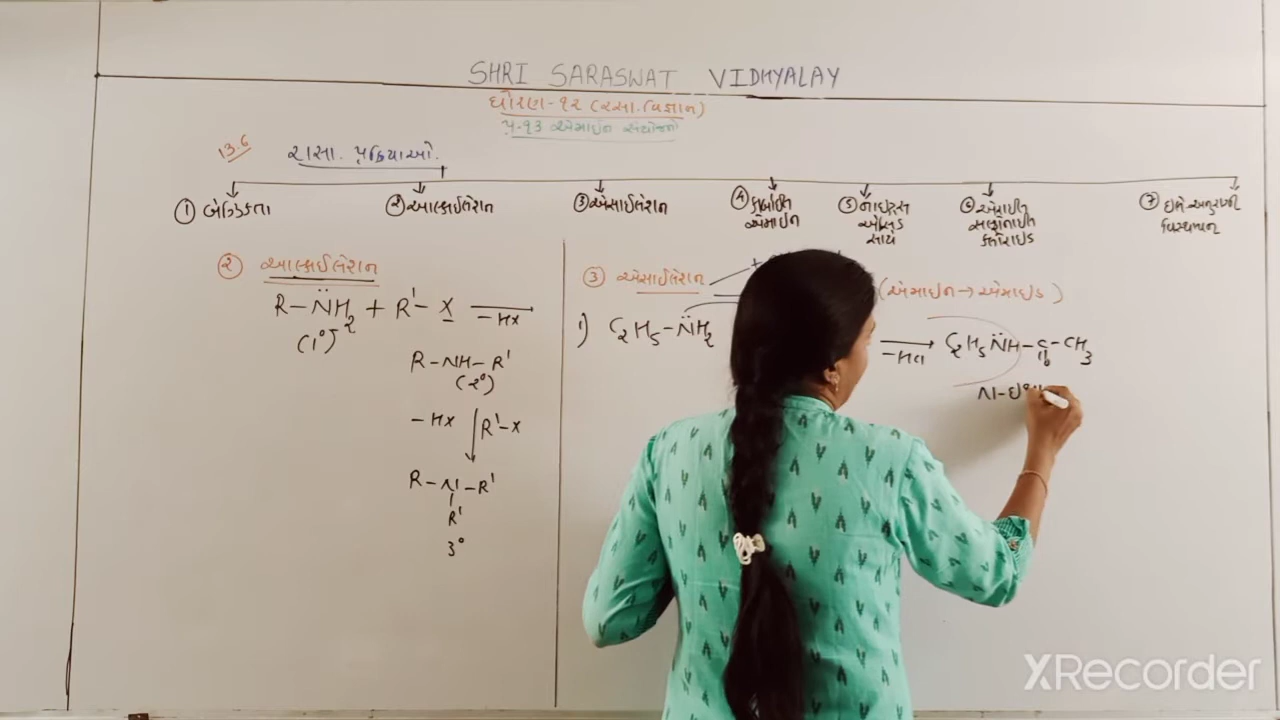 SHRI SARASWAT VIDHYALAY
ધોરણ-૧૨ (રસા. વિજ્ઞાન)
પ્ર-૧૩ એમાઇન સંયોજનો
13.6 રાસા. પ્રક્રિયાઓ.
① બેઝિકતા
② આલ્કાઈલેશન
③ એસાઈલેશન
④ કાર્બાઈલ એમાઇન
⑤ નાઇટ્રસ એસિડ સાથે
⑥ એરાઈલ સલ્ફોનાઈલ ક્લોરાઇડ
⑦ ઇલે. અનુરાગી વિસ્થાપન
② આલ્કાઈલેશન
R-N̈H₂ + R'-X
-HX
(1°)
R-NH-R'
(2°)
-HX R'-X
R-N-R'
R'
3°
③ એસાઈલેશન
(એમાઇન → એમાઇડ)
1) C₂H₅-N̈H₂
-HCl
C₂H₅N̈H-C-CH₃
N-ઇથા
XRecorder